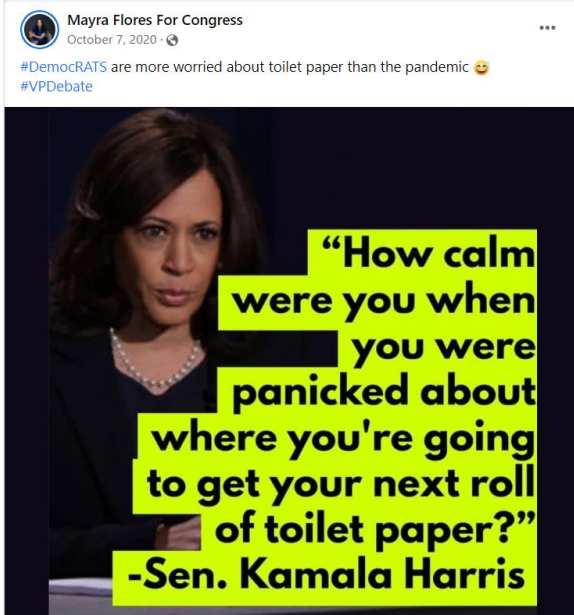 Mayra Flores For Congress
October 7, 2020 ·
#DemocRATS are more worried about toilet paper than the pandemic 😅
#VPDebate
“How calm
were you when
you were
panicked about
where you're going
to get your next roll
of toilet paper?”
-Sen. Kamala Harris